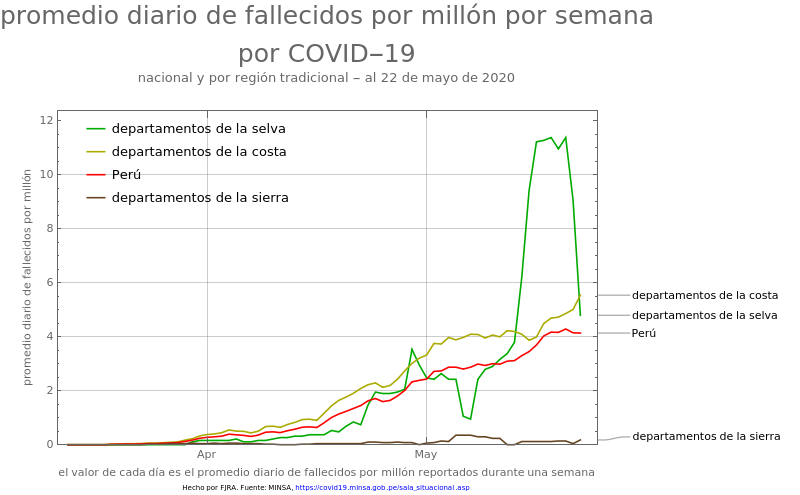 promedio diario de fallecidos por millón por semana
por COVID−19
nacional y por región tradicional − al 22 de mayo de 2020
promedio diario de fallecidos por millón
12
10
8
6
4
2
0
departamentos de la selva
departamentos de la costa
Perú
departamentos de la sierra
departamentos de la costa
departamentos de la selva
Perú
departamentos de la sierra
Apr May
el valor de cada día es el promedio diario de fallecidos por millón reportados durante una semana
Hecho por FJRA. Fuente: MINSA, https://covid19.minsa.gob.pe/sala_situacional.asp